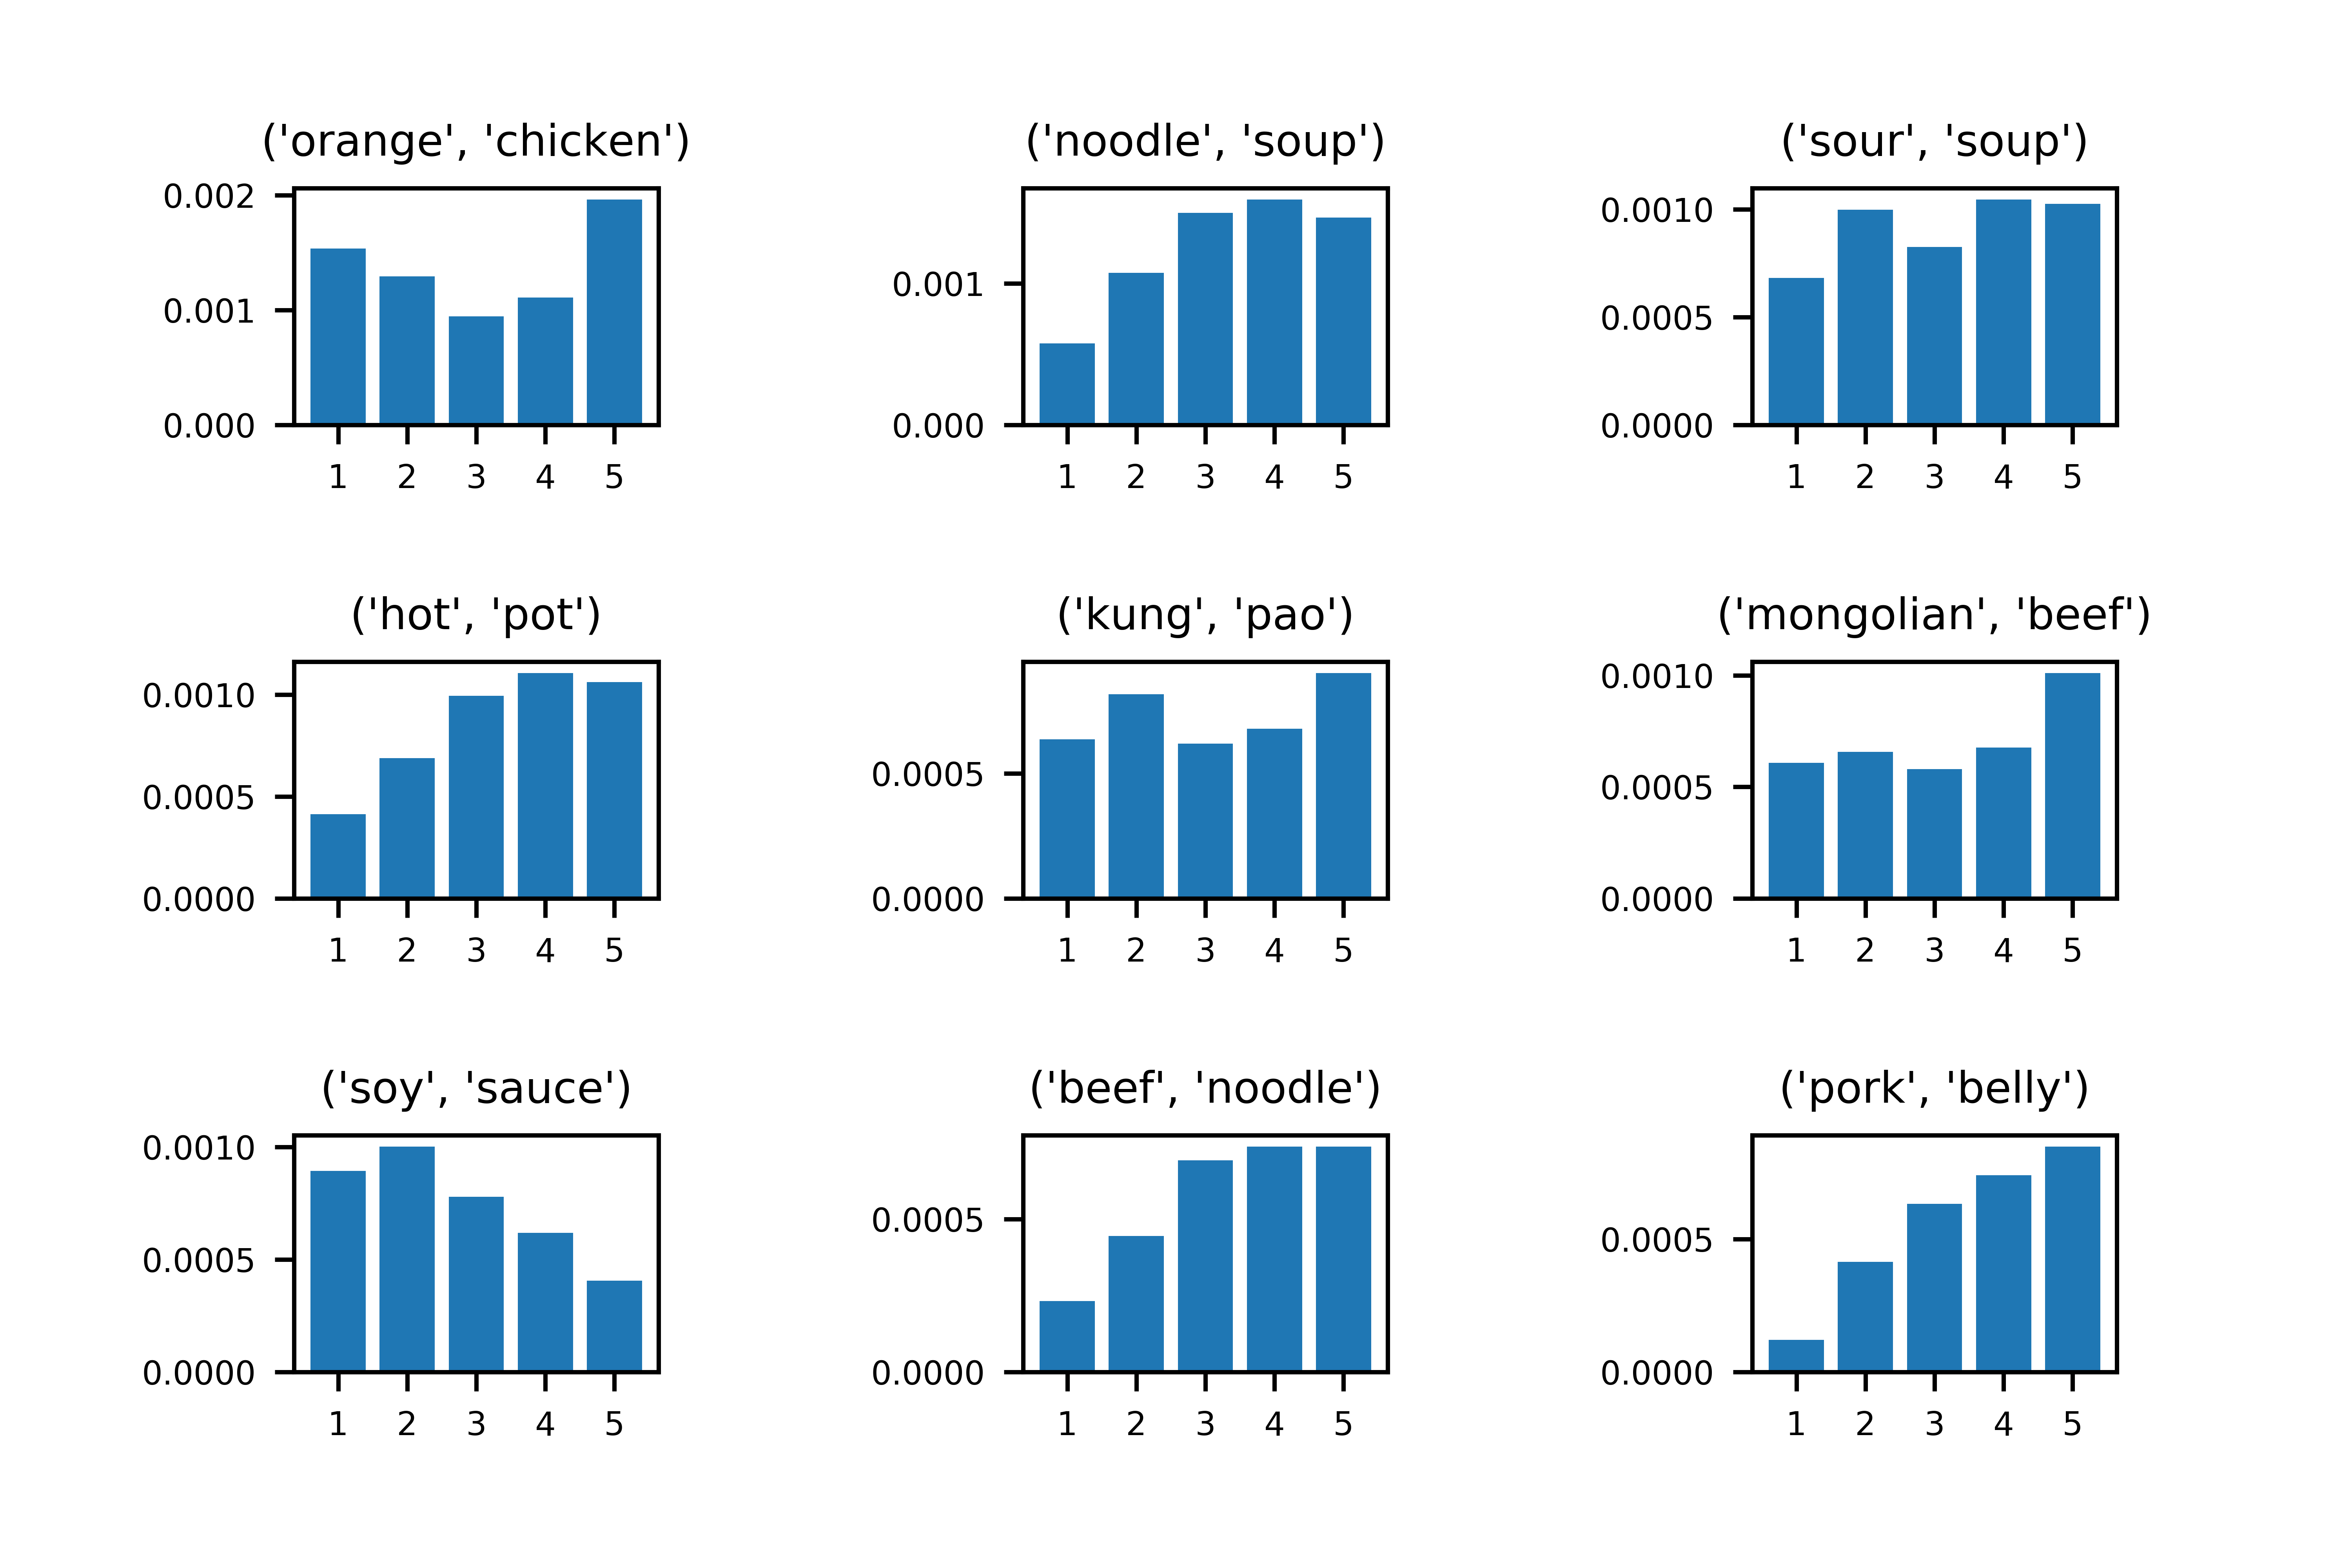 ('orange', 'chicken')
('noodle', 'soup')
('sour', 'soup')
0.002
0.001
0.000
1 2 3 4 5
0.001
0.000
1 2 3 4 5
0.0010
0.0005
0.0000
1 2 3 4 5
('hot', 'pot')
('kung', 'pao')
('mongolian', 'beef')
0.0010
0.0005
0.0000
1 2 3 4 5
0.0005
0.0000
1 2 3 4 5
0.0010
0.0005
0.0000
1 2 3 4 5
('soy', 'sauce')
('beef', 'noodle')
('pork', 'belly')
0.0010
0.0005
0.0000
1 2 3 4 5
0.0005
0.0000
1 2 3 4 5
0.0005
0.0000
1 2 3 4 5